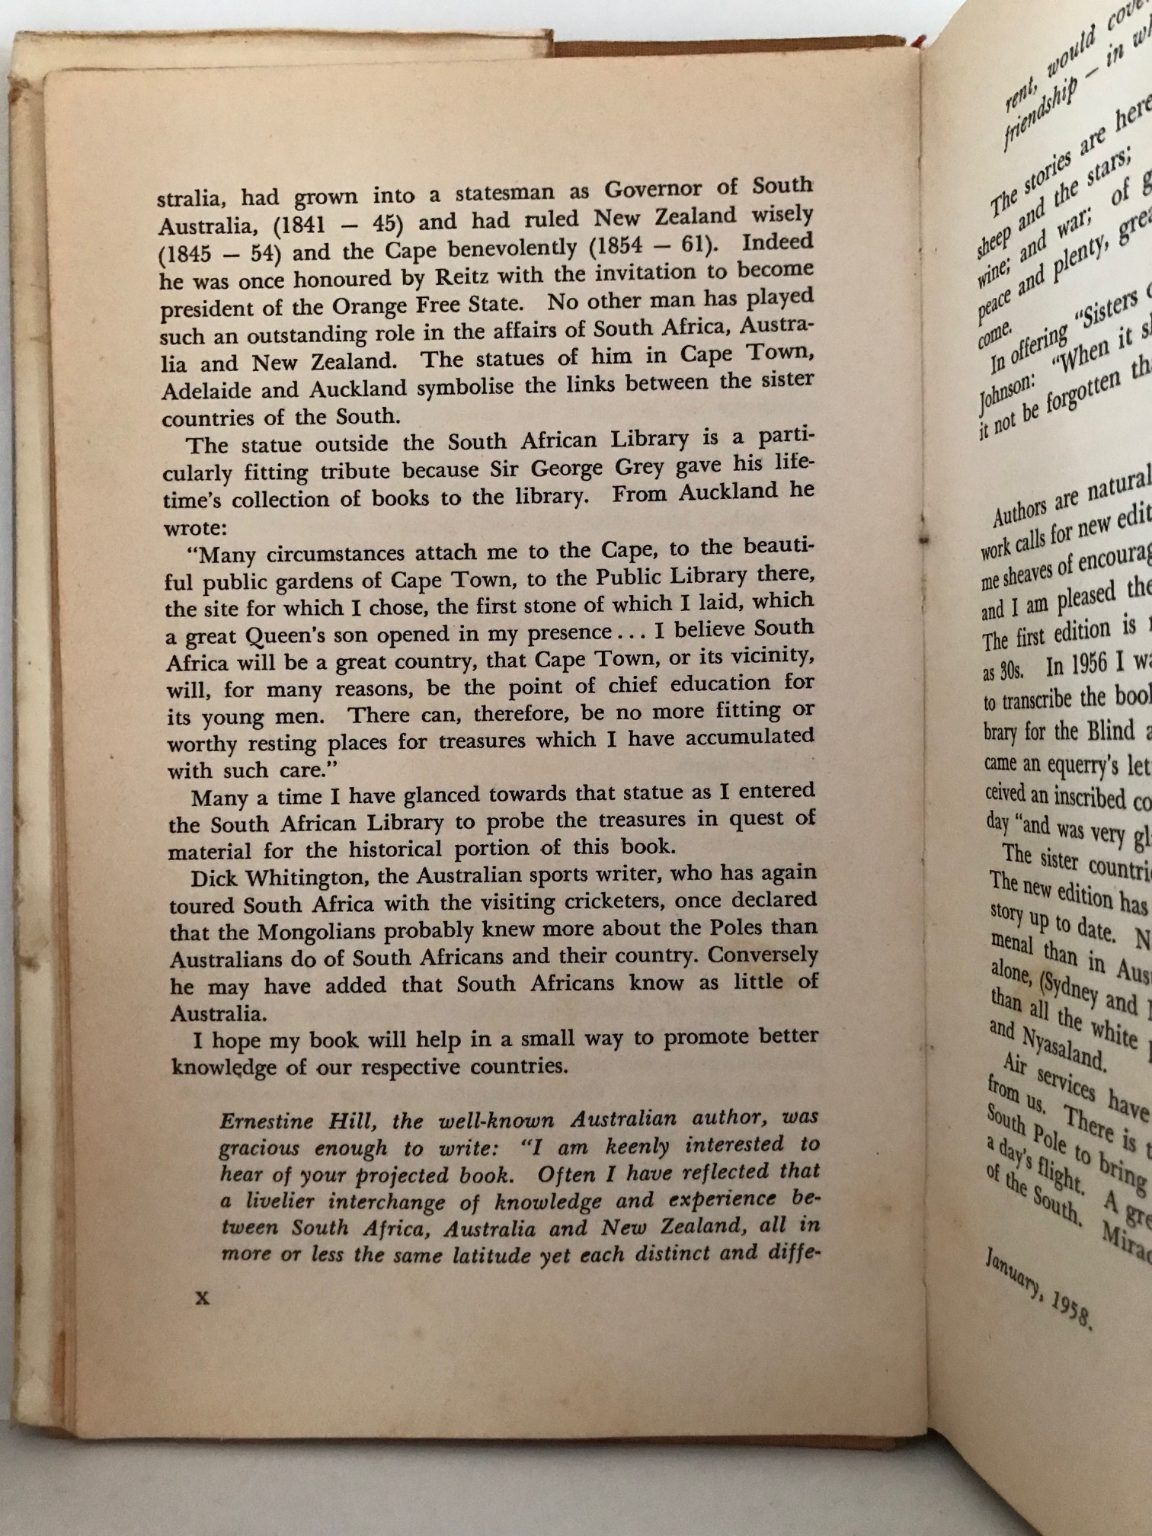 stralia, had grown into a statesman as Governor of South
Australia, (1841 — 45) and had ruled New Zealand wisely
(1845 — 54) and the Cape benevolently (1854 — 61). Indeed
he was once honoured by Reitz with the invitation to become
president of the Orange Free State. No other man has played
such an outstanding role in the affairs of South Africa, Austra-
lia and New Zealand. The statues of him in Cape Town,
Adelaide and Auckland symbolise the links between the sister
countries of the South.
The statue outside the South African Library is a parti-
cularly fitting tribute because Sir George Grey gave his life-
time's collection of books to the library. From Auckland he
wrote:
"Many circumstances attach me to the Cape, to the beauti-
ful public gardens of Cape Town, to the Public Library there,
the site for which I chose, the first stone of which I laid, which
a great Queen's son opened in my presence... I believe South
Africa will be a great country, that Cape Town, or its vicinity,
will, for many reasons, be the point of chief education for
its young men. There can, therefore, be no more fitting or
worthy resting places for treasures which I have accumulated
with such care."
Many a time I have glanced towards that statue as I entered
the South African Library to probe the treasures in quest of
material for the historical portion of this book.
Dick Whitington, the Australian sports writer, who has again
toured South Africa with the visiting cricketers, once declared
that the Mongolians probably knew more about the Poles than
Australians do of South Africans and their country. Conversely
he may have added that South Africans know as little of
Australia.
I hope my book will help in a small way to promote better
knowledge of our respective countries.
Ernestine Hill, the well-known Australian author, was
gracious enough to write: "I am keenly interested to
hear of your projected book. Often I have reflected that
a livelier interchange of knowledge and experience be-
tween South Africa, Australia and New Zealand, all in
more or less the same latitude yet each distinct and diffe-
X
rent, would
friendship — in
The stories are here
sheep and the stars;
wine; and war; of
peace and plenty,
come.
In offering "Sisters
Johnson: "When it
it not be forgotten
Authors are natural
work calls for new
me sheaves of
and I am pleased
The first edition is
as 30s. In 1956 I
to transcribe the
brary for the Blind
came an equerry's
ceived an inscribed
day "and was very
The sister
The new edition has
story up to date.
menal than in
alone, (Sydney and
than all the white
and Nyasaland.
Air services have
from us. There is
South Pole to bring
a day's flight. A
of the South.
January, 1958.